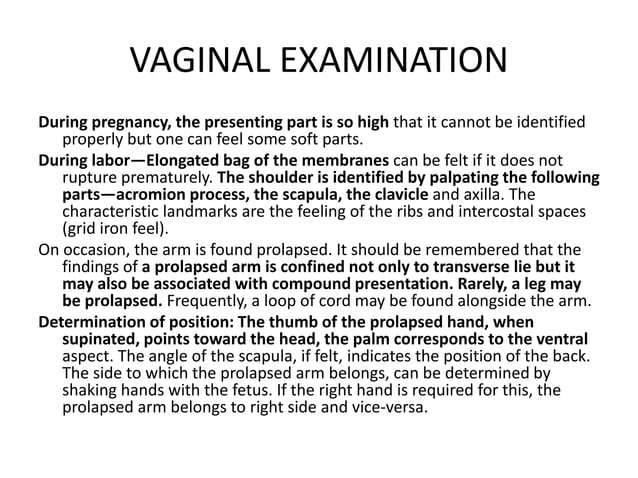 VAGINAL EXAMINATION
During pregnancy, the presenting part is so high that it cannot be identified
properly but one can feel some soft parts.
During labor—Elongated bag of the membranes can be felt if it does not
rupture prematurely. The shoulder is identified by palpating the following
parts—acromion process, the scapula, the clavicle and axilla. The
characteristic landmarks are the feeling of the ribs and intercostal spaces
(grid iron feel).
On occasion, the arm is found prolapsed. It should be remembered that the
findings of a prolapsed arm is confined not only to transverse lie but it
may also be associated with compound presentation. Rarely, a leg may
be prolapsed. Frequently, a loop of cord may be found alongside the arm.
Determination of position: The thumb of the prolapsed hand, when
supinated, points toward the head, the palm corresponds to the ventral
aspect. The angle of the scapula, if felt, indicates the position of the back.
The side to which the prolapsed arm belongs, can be determined by
shaking hands with the fetus. If the right hand is required for this, the
prolapsed arm belongs to right side and vice-versa.